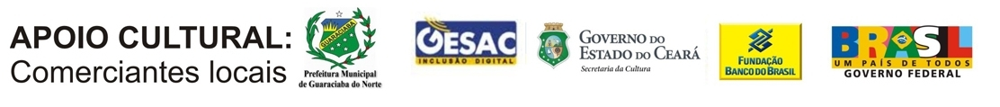 APOIO CULTURAL:
Comerciantes locais
GUARACIABA
Prefeitura Municipal
de Guaraciaba do Norte
GESAC
INCLUSÃO DIGITAL
GOVERNO DO
ESTADO DO CEARÁ
Secretaria da Cultura
FUNDAÇÃO
BANCO DO BRASIL
BRASIL
UM PAÍS DE TODOS
GOVERNO FEDERAL